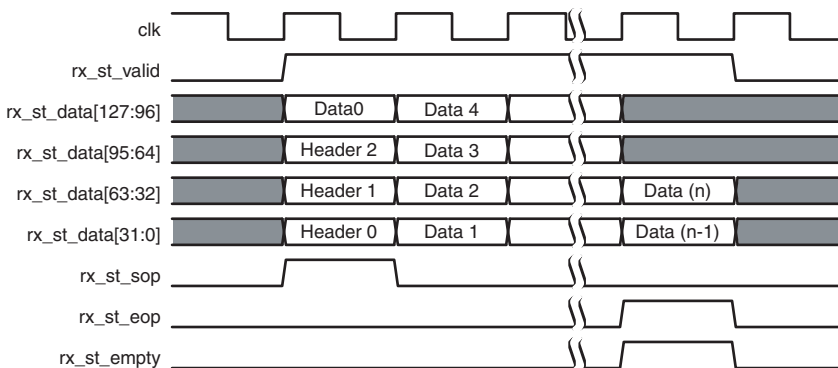 clk
rx_st_valid
rx_st_data[127:96] Data0 Data 4
rx_st_data[95:64] Header 2 Data 3
rx_st_data[63:32] Header 1 Data 2 Data (n)
rx_st_data[31:0] Header 0 Data 1 Data (n-1)
rx_st_sop
rx_st_eop
rx_st_empty